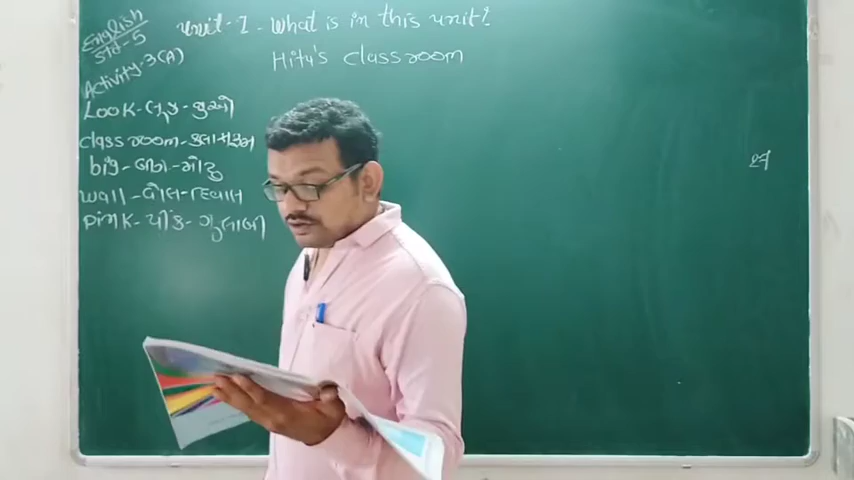 English
Std-5
Unit-1. What is in this unit?
Hitu's classroom
Activity-3(A)
Look-લુક-જુઓ
classroom-કલાસરૂમ
big-બિગ-મોટુ
wall-વોલ-દિવાલ
pink-પીંક-ગુલાબી